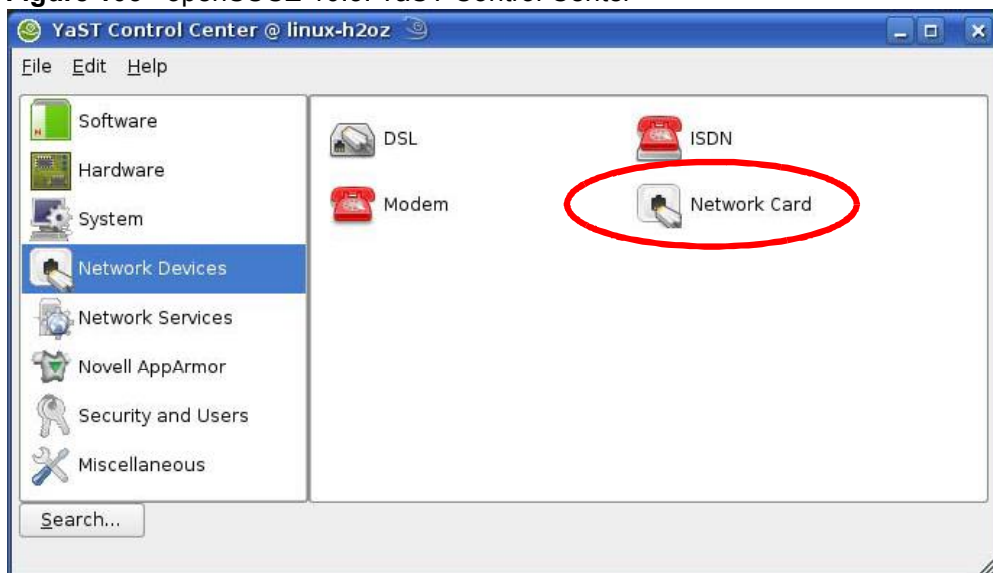 YaST Control Center @ linux-h2oz
File Edit Help
Software
Hardware
System
Network Devices
Network Services
Novell AppArmor
Security and Users
Miscellaneous
DSL
ISDN
Modem
Network Card
Search...